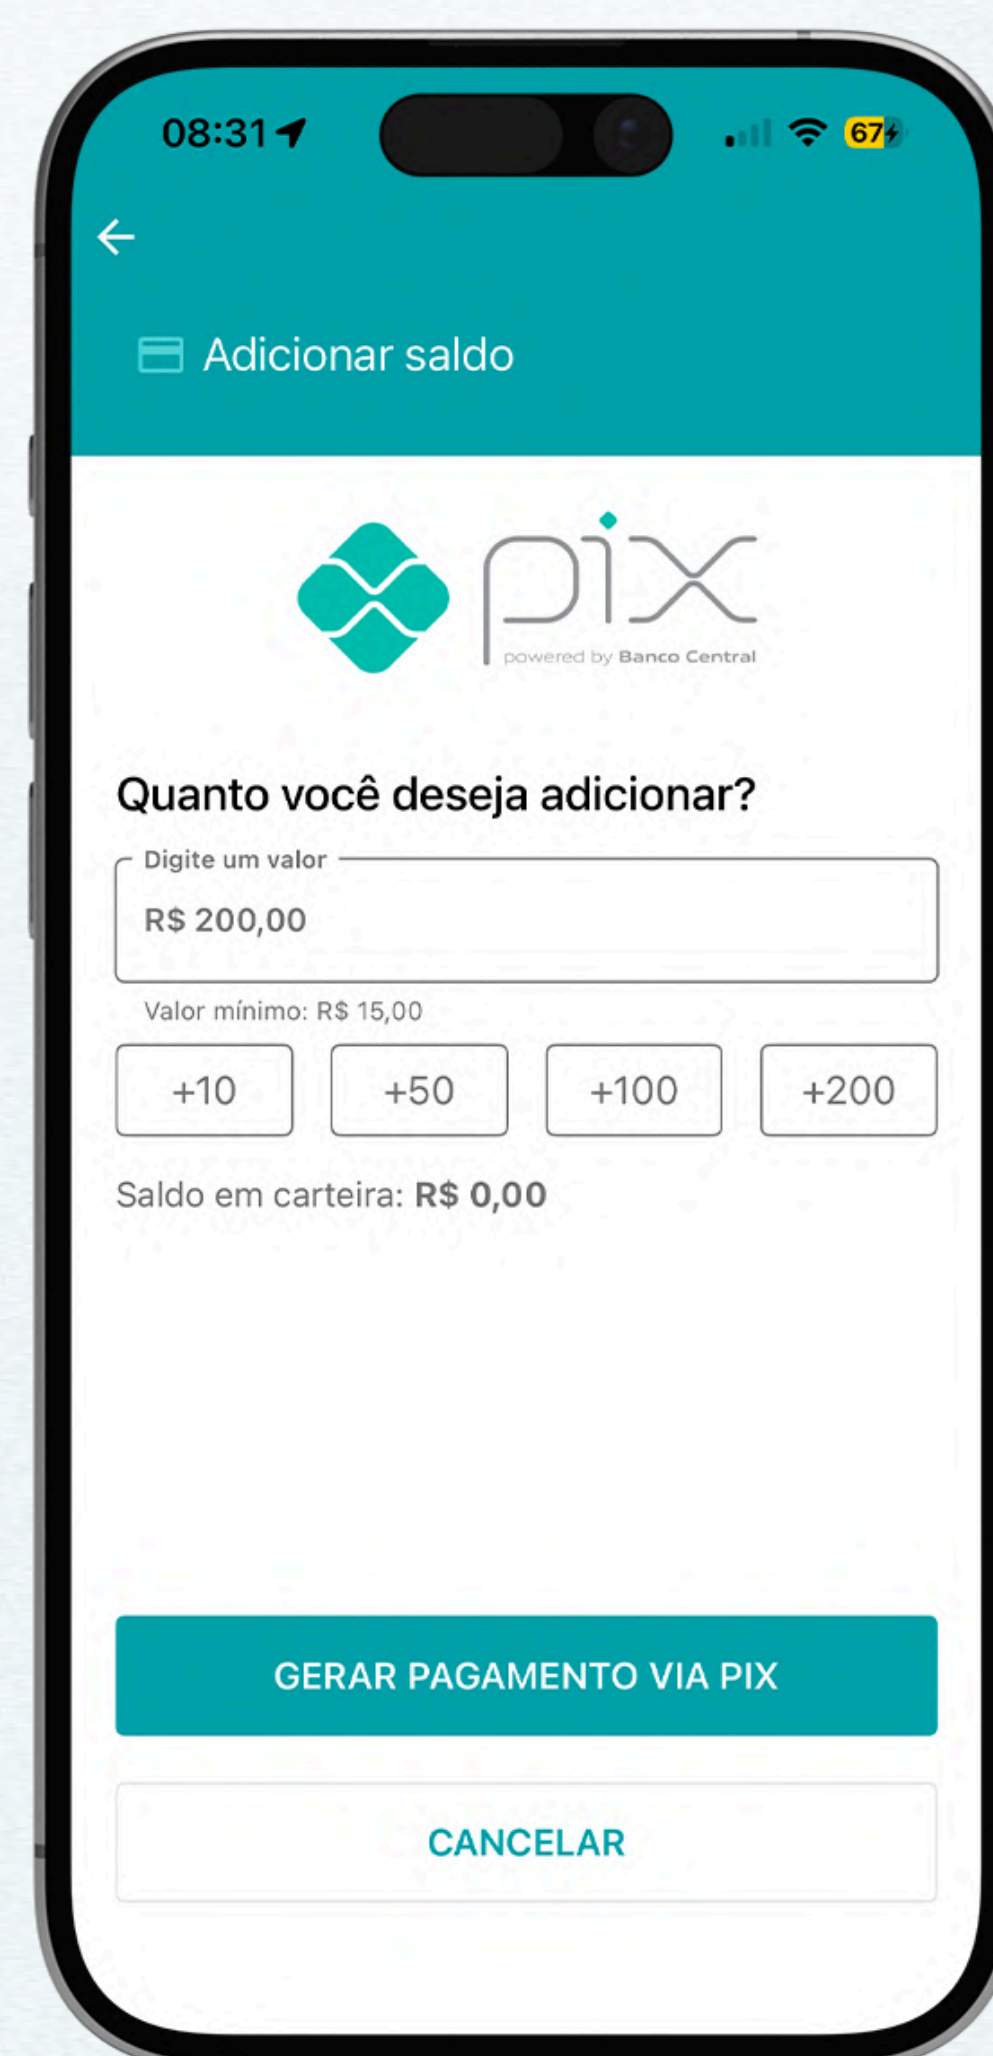 08:31
67
Adicionar saldo
pix
powered by Banco Central
Quanto você deseja adicionar?
Digite um valor
R$ 200,00
Valor mínimo: R$ 15,00
+10 +50 +100 +200
Saldo em carteira: R$ 0,00
GERAR PAGAMENTO VIA PIX
CANCELAR